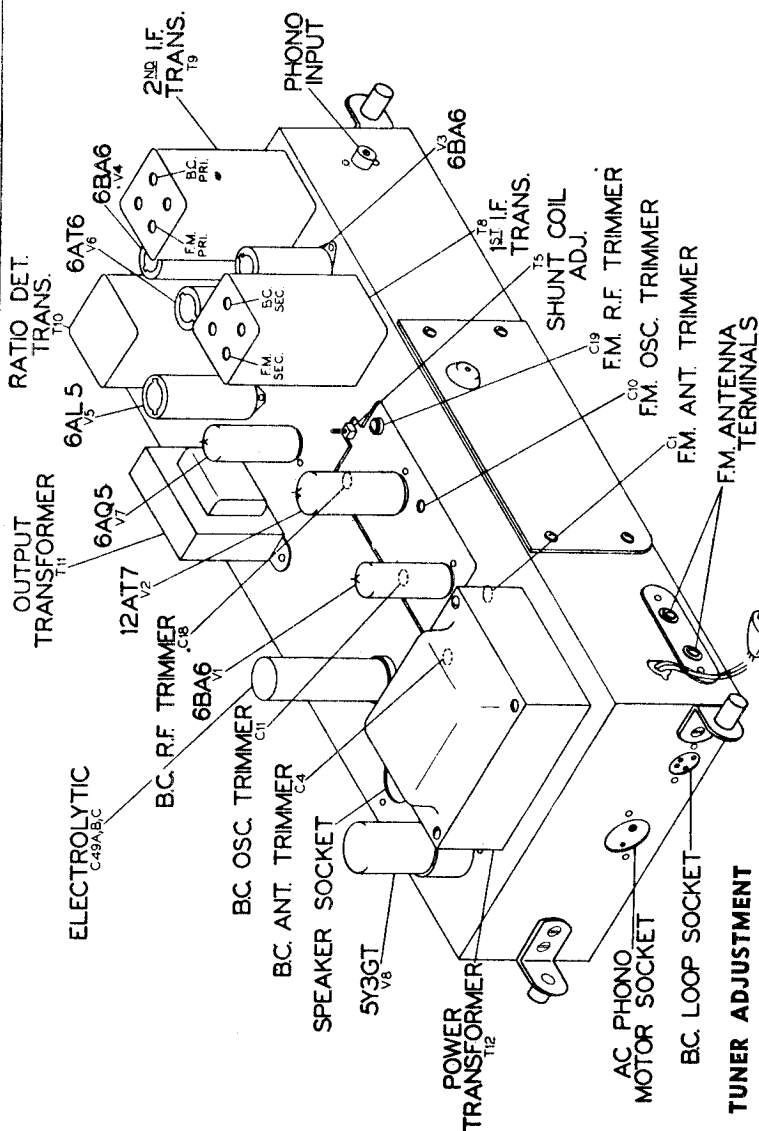 2ND I.F.
TRANS.
T9
PHONO
INPUT
6BA6
V4
6AT6
V6
RATIO DET.
TRANS.
T10
B.C.
PRI.
F.M.
PRI.
V3
6BA6
6AL5
V5
B.C.
SEC.
F.M.
SEC.
T8
1ST I.F.
TRANS.
T5
SHUNT COIL
ADJ.
OUTPUT
TRANSFORMER
T11
6AQ5
V7
12AT7
V2
C19
F.M. R.F. TRIMMER
C10
F.M. OSC. TRIMMER
C1
F.M. ANT. TRIMMER
F.M. ANTENNA
TERMINALS
B.C. R.F. TRIMMER
C18
6BA6
V1
ELECTROLYTIC
C49A,B,C
B.C. OSC. TRIMMER
C11
B.C. ANT. TRIMMER
C4
SPEAKER SOCKET
5Y3GT
V8
POWER
TRANSFORMER
T12
AC PHONO
MOTOR SOCKET
B.C. LOOP SOCKET
TUNER ADJUSTMENT